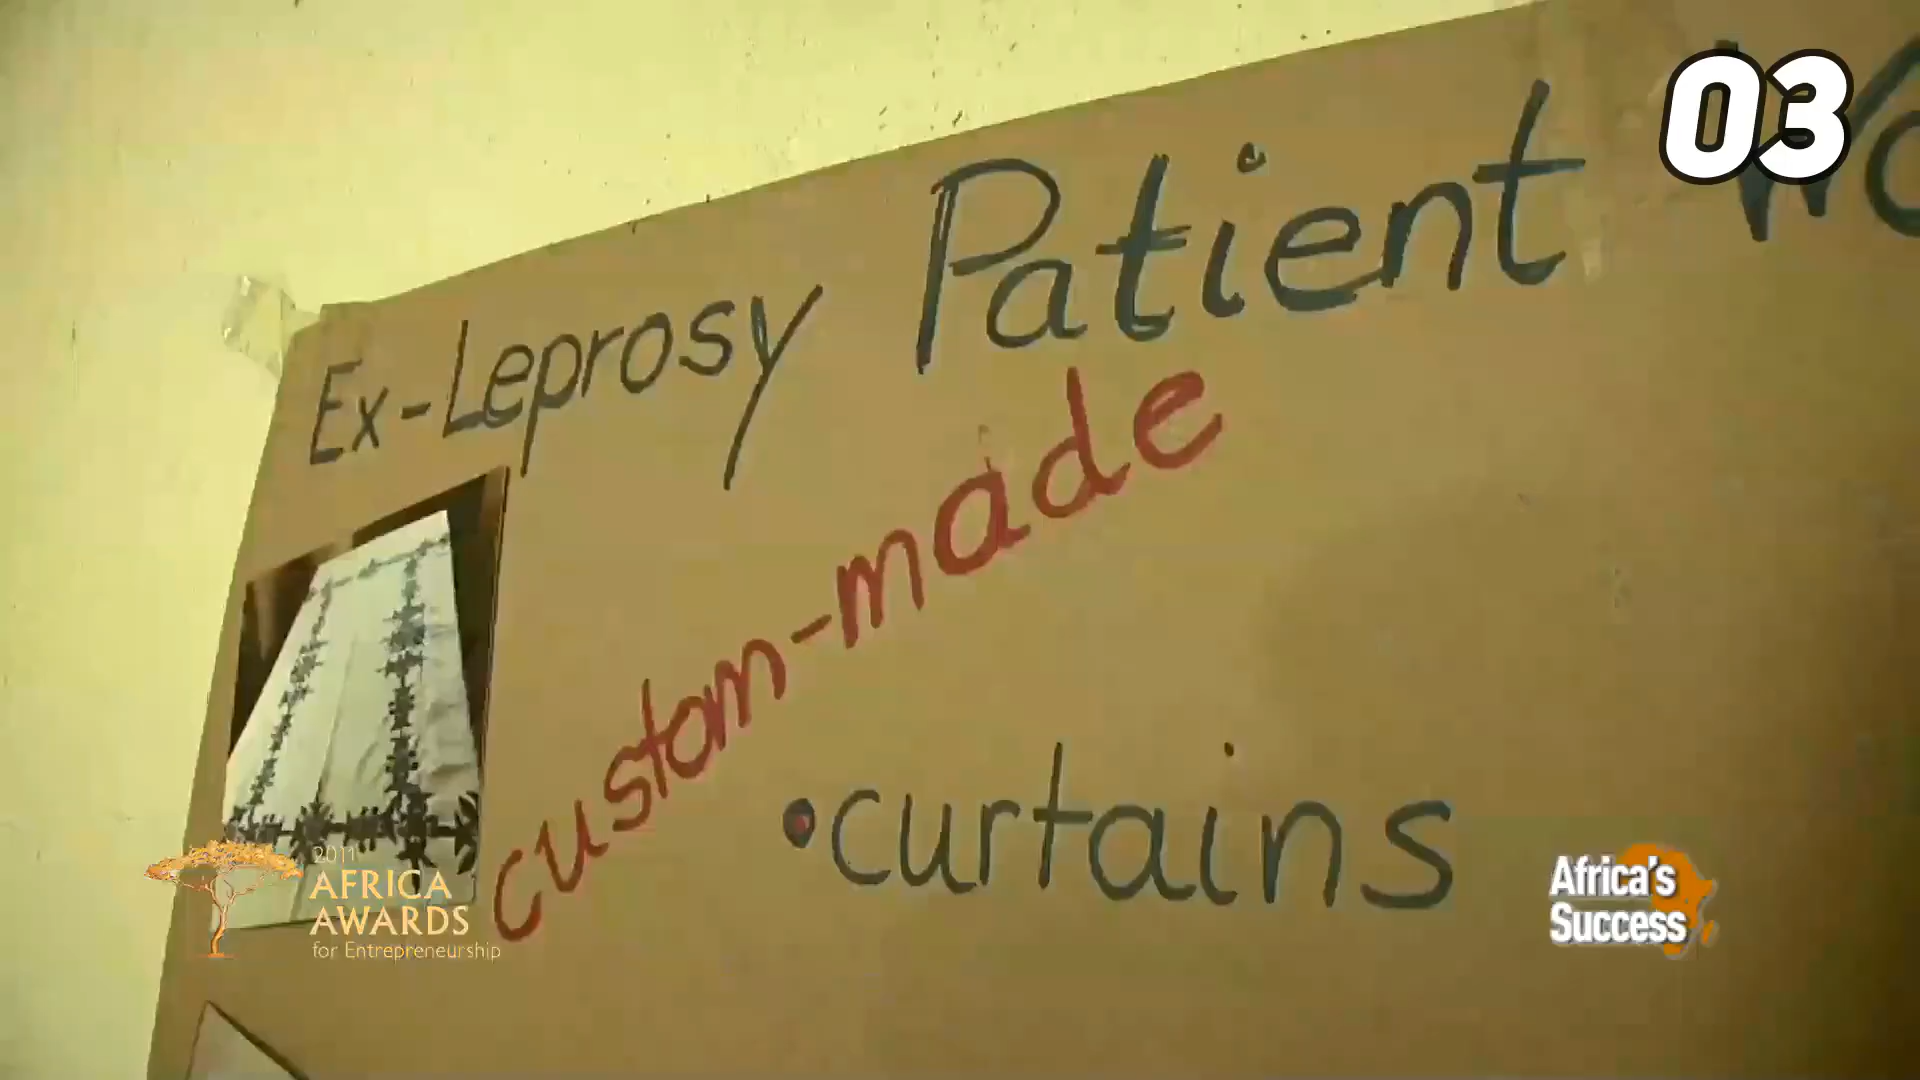 03
Ex-Leprosy Patient
custom-made
•curtains
2011
AFRICA
AWARDS
for Entrepreneurship
Africa's
Success